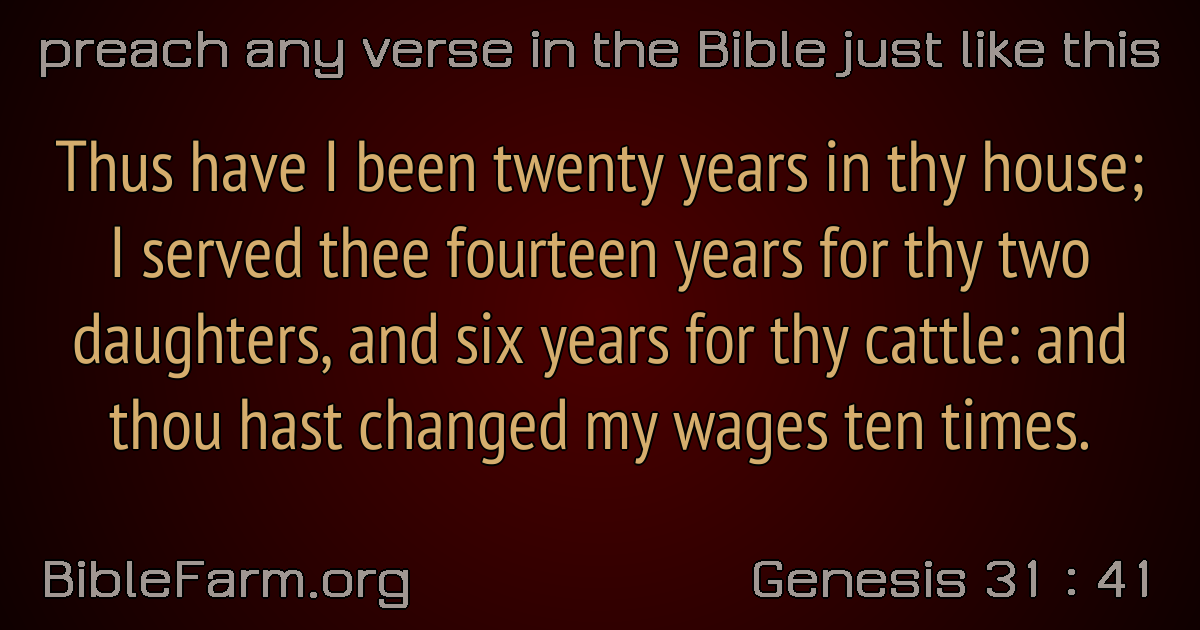 preach any verse in the Bible just like this
Thus have I been twenty years in thy house;
I served thee fourteen years for thy two
daughters, and six years for thy cattle: and
thou hast changed my wages ten times.
BibleFarm.org
Genesis 31 : 41